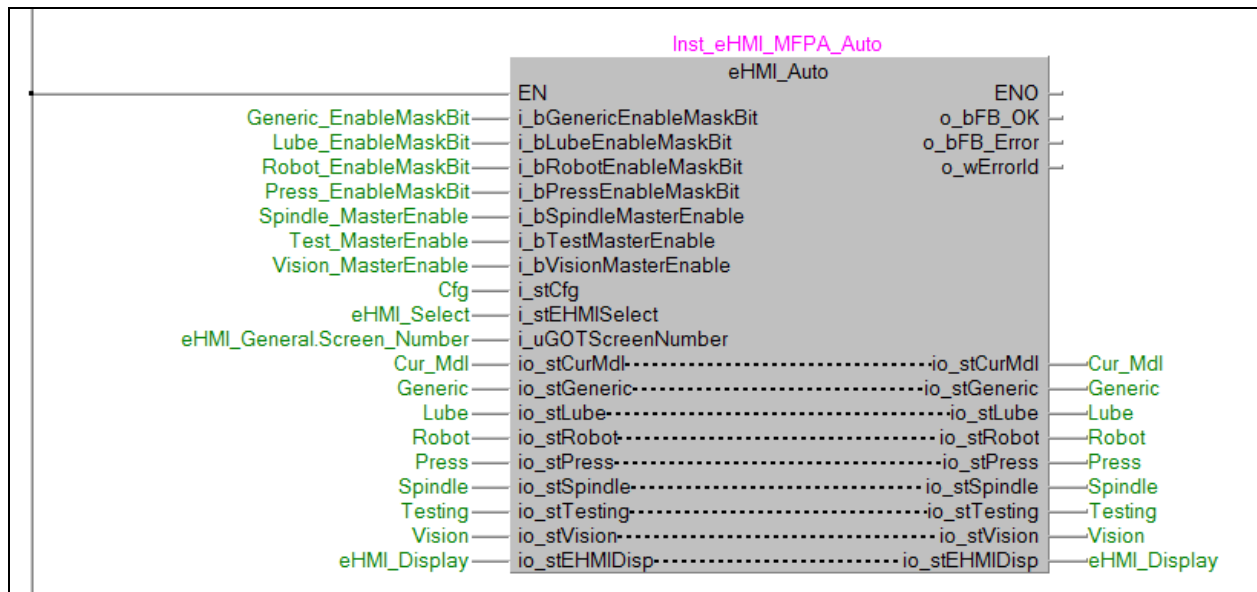 Inst_eHMI_MFPA_Auto
eHMI_Auto
EN ENO
Generic_EnableMaskBit i_bGenericEnableMaskBit o_bFB_OK
Lube_EnableMaskBit i_bLubeEnableMaskBit o_bFB_Error
Robot_EnableMaskBit i_bRobotEnableMaskBit o_wErrorId
Press_EnableMaskBit i_bPressEnableMaskBit
Spindle_MasterEnable i_bSpindleMasterEnable
Test_MasterEnable i_bTestMasterEnable
Vision_MasterEnable i_bVisionMasterEnable
Cfg i_stCfg
eHMI_Select i_stEHMISelect
eHMI_General.Screen_Number i_uGOTScreenNumber
Cur_Mdl io_stCurMdl io_stCurMdl Cur_Mdl
Generic io_stGeneric io_stGeneric Generic
Lube io_stLube io_stLube Lube
Robot io_stRobot io_stRobot Robot
Press io_stPress io_stPress Press
Spindle io_stSpindle io_stSpindle Spindle
Testing io_stTesting io_stTesting Testing
Vision io_stVision io_stVision Vision
eHMI_Display io_stEHMIDisp io_stEHMIDisp eHMI_Display